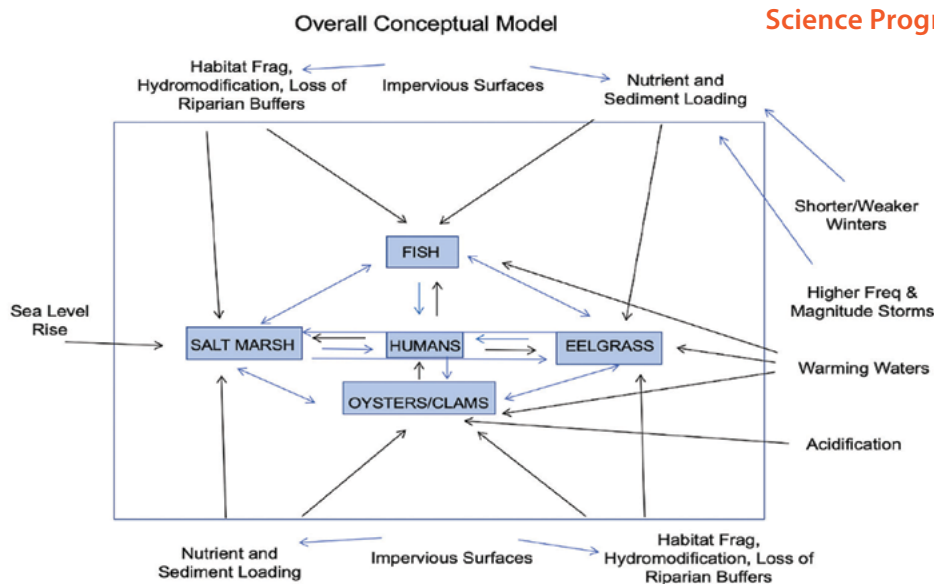 Overall Conceptual Model
Science Progr
Habitat Frag,
Hydromodification, Loss of
Riparian Buffers
Impervious Surfaces
Nutrient and
Sediment Loading
Shorter/Weaker
Winters
FISH
Higher Freq &
Magnitude Storms
Sea Level
Rise
SALT MARSH
HUMANS
EELGRASS
Warming Waters
OYSTERS/CLAMS
Acidification
Nutrient and
Sediment Loading
Impervious Surfaces
Habitat Frag,
Hydromodification, Loss of
Riparian Buffers